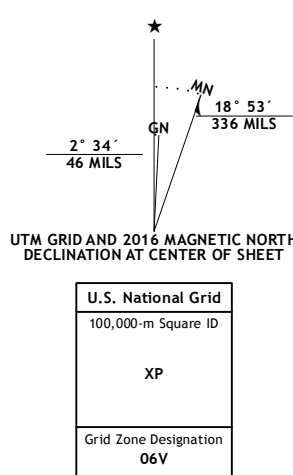 ★
MN
18° 53´
336 MILS
GN
2° 34´
46 MILS
UTM GRID AND 2016 MAGNETIC NORTH
DECLINATION AT CENTER OF SHEET
U.S. National Grid
100,000-m Square ID
XP
Grid Zone Designation
06V